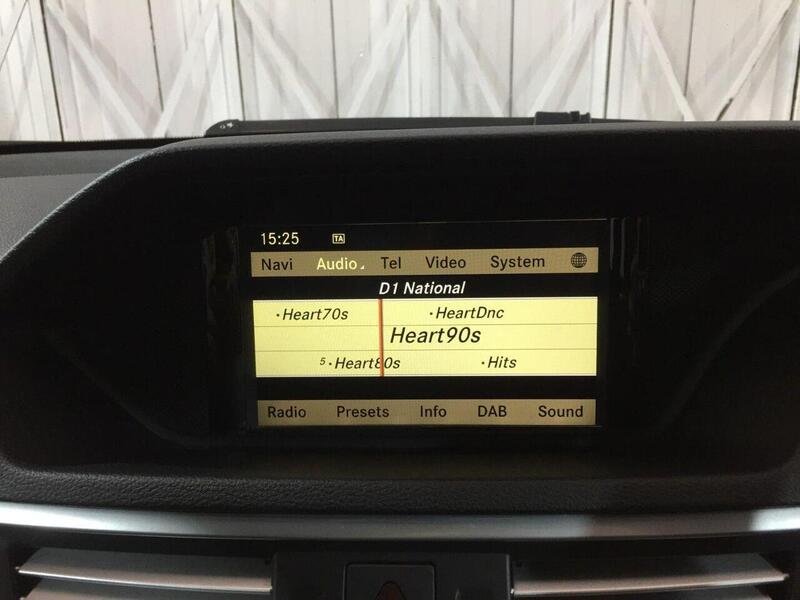 15:25 TA
Navi Audio Tel Video System
D1 National
·Heart70s ·HeartDnc
Heart90s
5·Heart80s ·Hits
Radio Presets Info DAB Sound